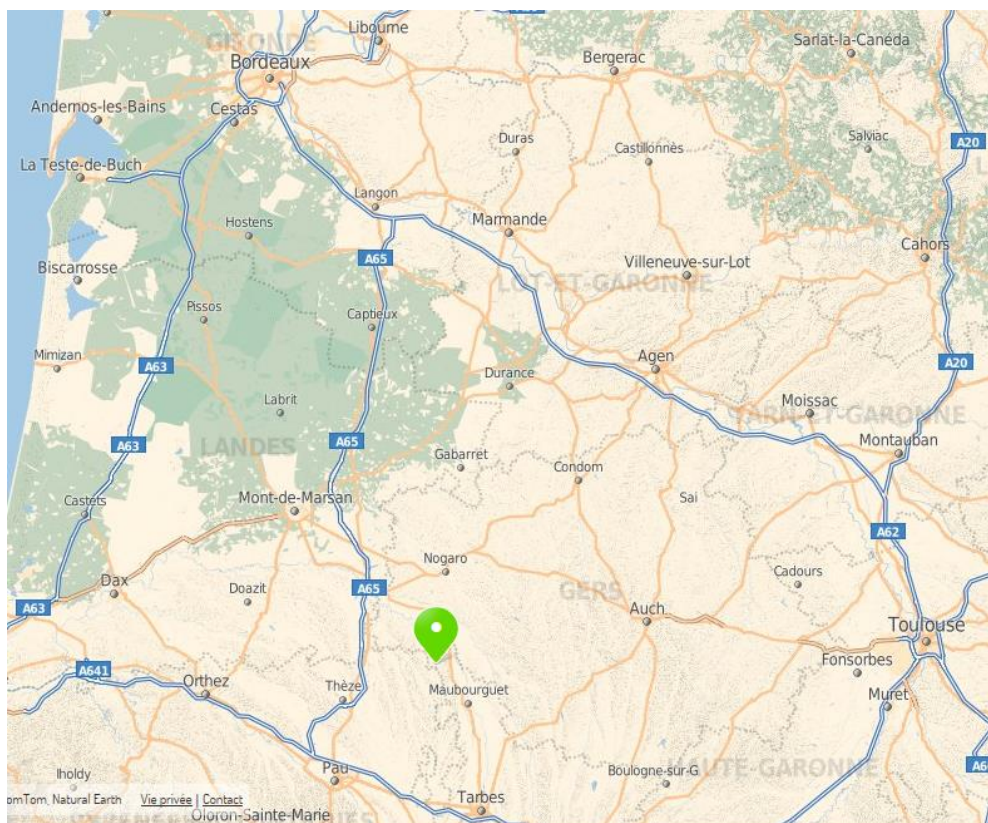 Libourne
GIRONDE
Bordeaux
Sarlat-la-Canéda
Bergerac
Andernos-les-Bains
Cestas
Duras
Castillonnès
Salviac
A20
La Teste-de-Buch
Langon
Hostens
Marmande
Cahors
A65
Biscarrosse
Villeneuve-sur-Lot
LOT-ET-GARONNE
Pissos
Captieux
Mimizan
A63
Agen
A20
Durance
Labrit
Moissac
TARN-ET-GARONNE
A63
LANDES
A65
Montauban
Gabarret
Condom
Castets
Mont-de-Marsan
Sai
A62
Nogaro
Dax
Doazit
A65
GERS
Cadours
A63
Auch
Toulouse
A641
Orthez
Thèze
Maubourguet
Fonsorbes
Muret
Pau
Iholdy
Boulogne-sur-G.
HAUTE-GARONNE
omTom, Natural Earth Vie privée | Contact
Tarbes
Oloron-Sainte-Marie